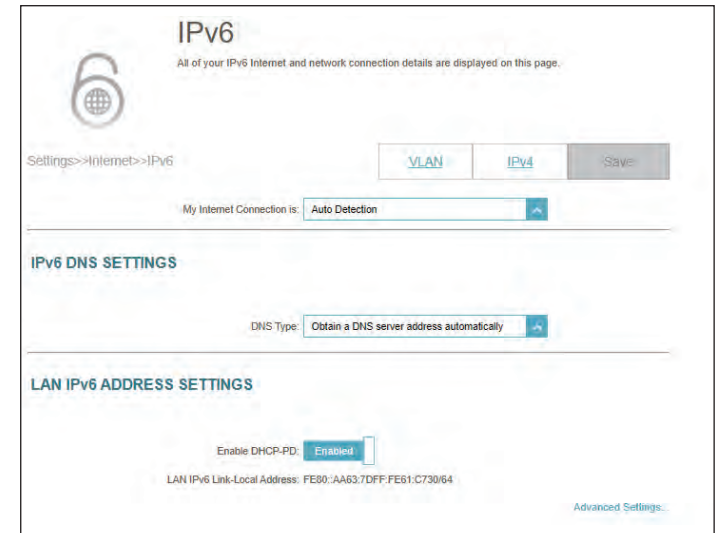 IPv6
All of your IPv6 Internet and network connection details are displayed on this page.
Settings>>Internet>>IPv6
VLAN
IPv4
Save
My Internet Connection is: Auto Detection
IPv6 DNS SETTINGS
DNS Type: Obtain a DNS server address automatically
LAN IPv6 ADDRESS SETTINGS
Enable DHCP-PD: Enabled
LAN IPv6 Link-Local Address: FE80::AA63:7DFF:FE61:C730/64
Advanced Settings...